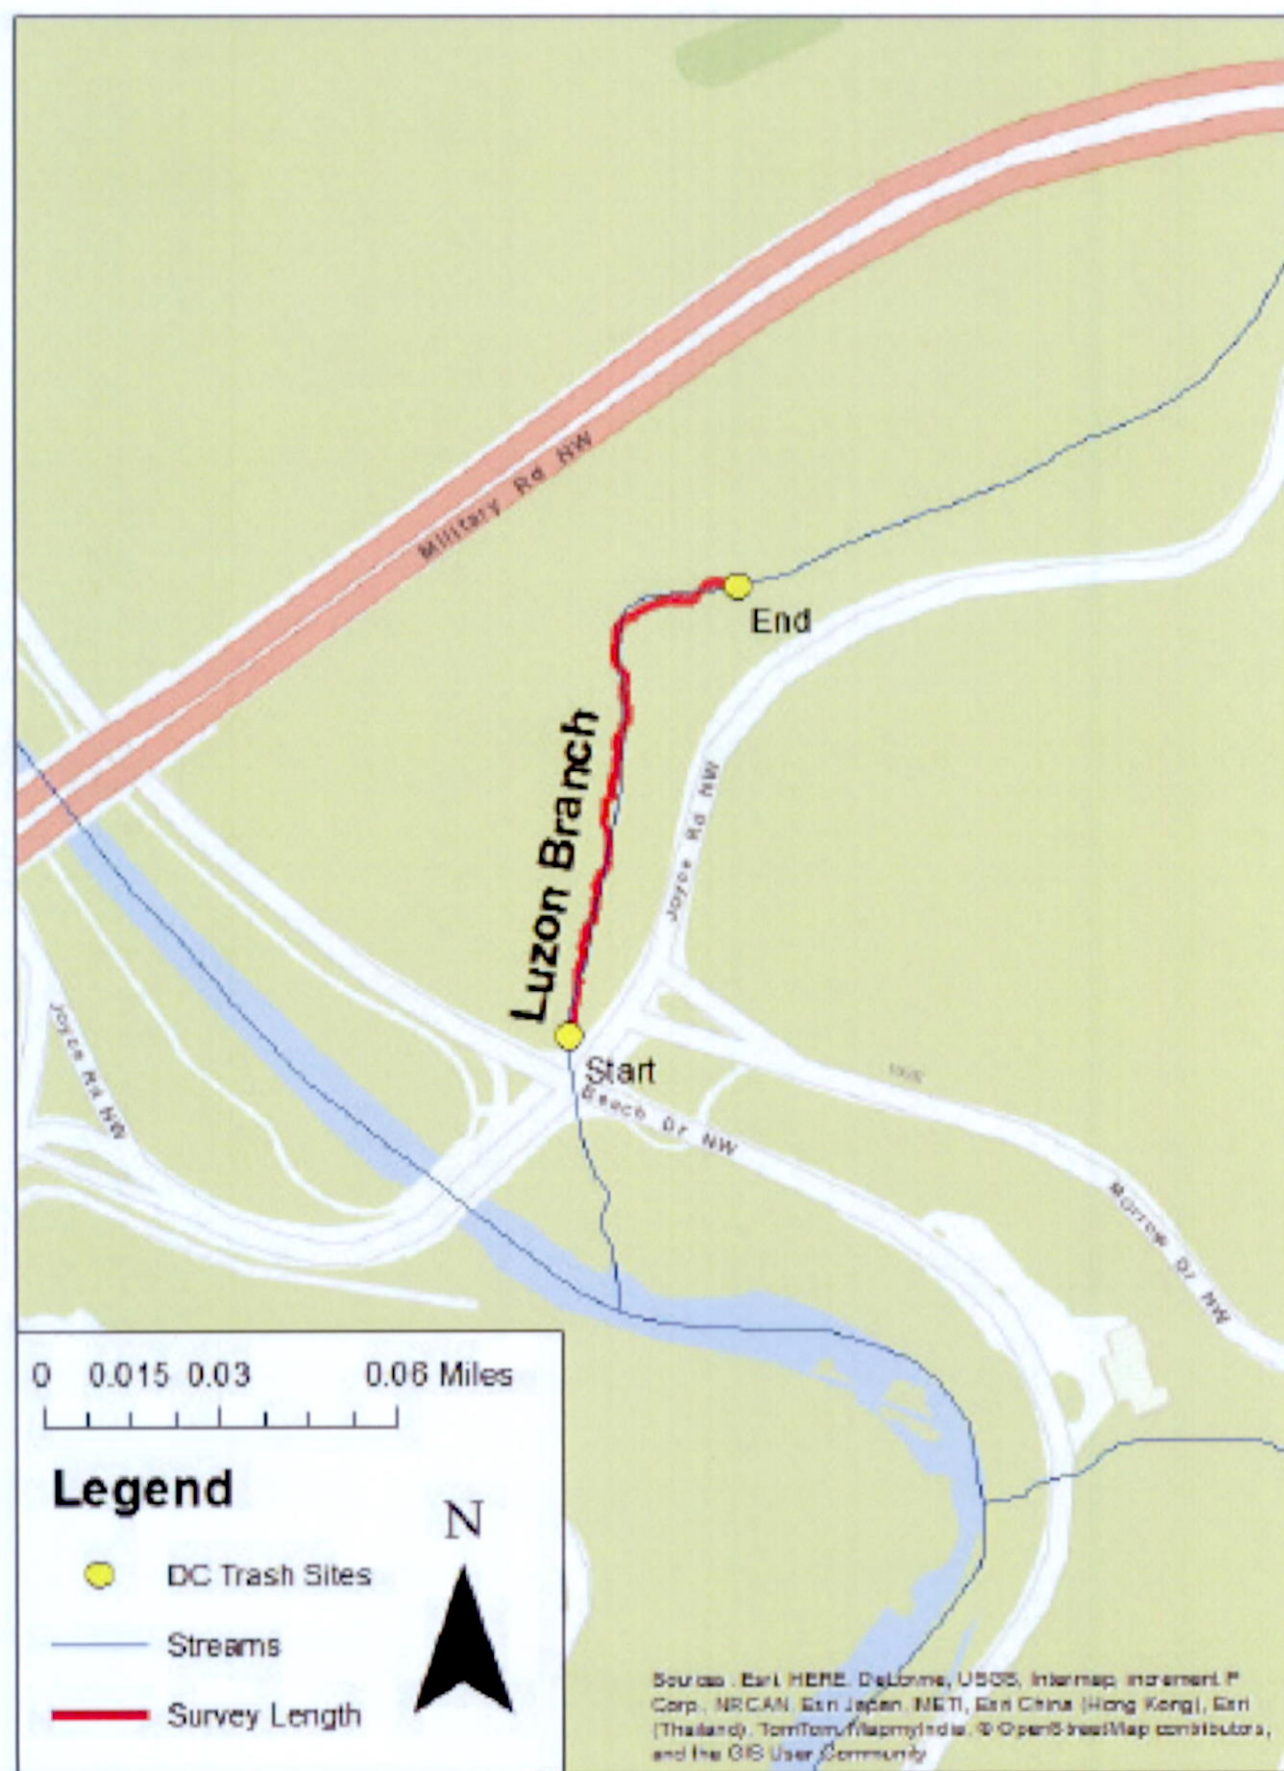 Military Rd NW
End
Luzon Branch
Joyce Rd NW
Start
Joyce Rd NW
Beach Dr NW
Morrow Dr NW
0 0.015 0.03 0.06 Miles
Legend
N
DC Trash Sites
Streams
Survey Length
Sources: Esri, HERE, DeLorme, USGS, Intermap, increment P
Corp., NRCAN, Esri Japan, METI, Esri China (Hong Kong), Esri
(Thailand), TomTom, MapmyIndia, © OpenStreetMap contributors,
and the GIS User Community